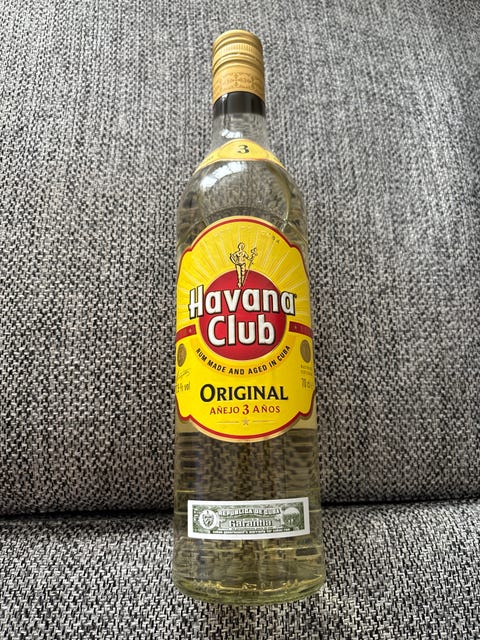 3
Havana
Club
RUM MADE AND AGED IN CUBA
% vol
70 cl
ORIGINAL
AÑEJO 3 AÑOS
REPUBLICA DE CUBA
Garantia